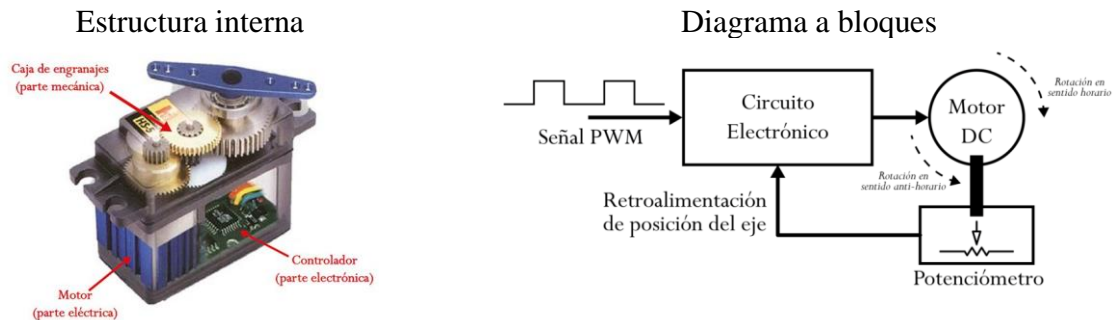 Estructura interna
Diagrama a bloques
Caja de engranajes
(parte mecánica)
Controlador
(parte electrónica)
Motor
(parte eléctrica)
Señal PWM
Circuito
Electrónico
Motor
DC
Rotación en
sentido horario
Rotación en
sentido anti-horario
Retroalimentación
de posición del eje
Potenciómetro